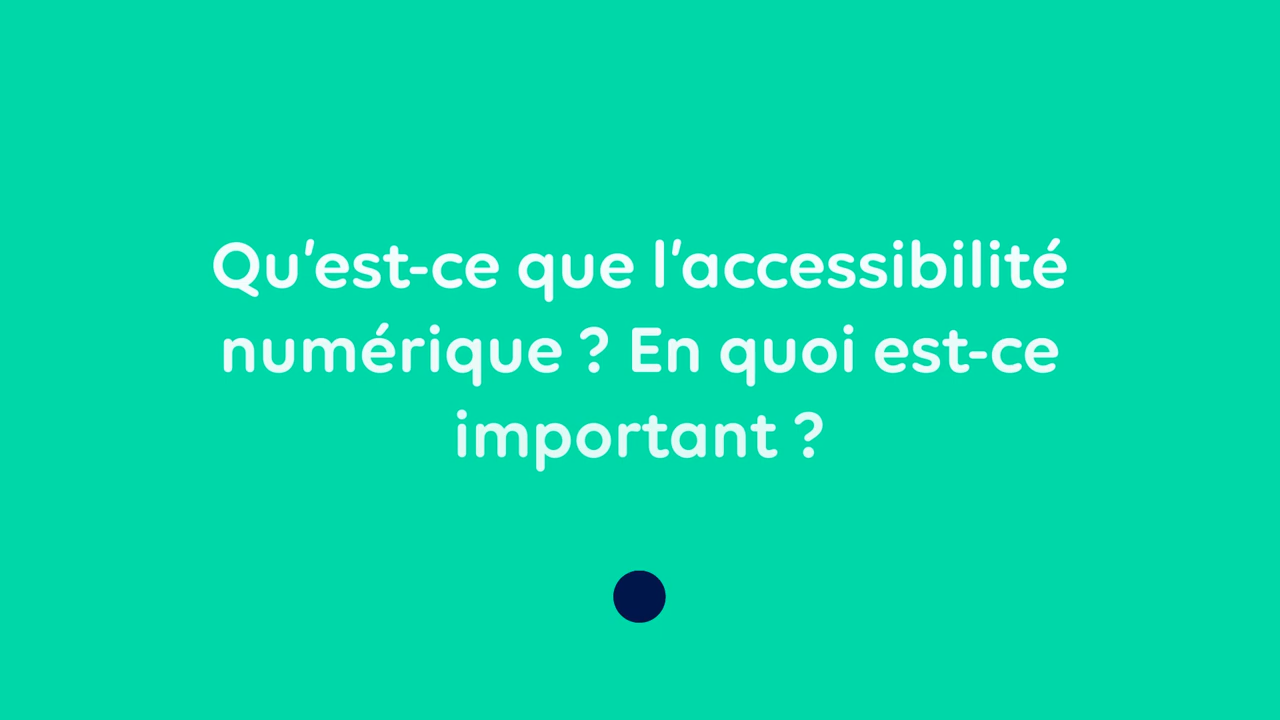 Qu'est-ce que l'accessibilité
numérique ? En quoi est-ce
important ?